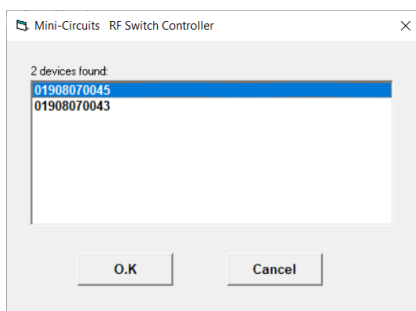 Mini-Circuits RF Switch Controller
2 devices found:
01908070045
01908070043
O.K Cancel